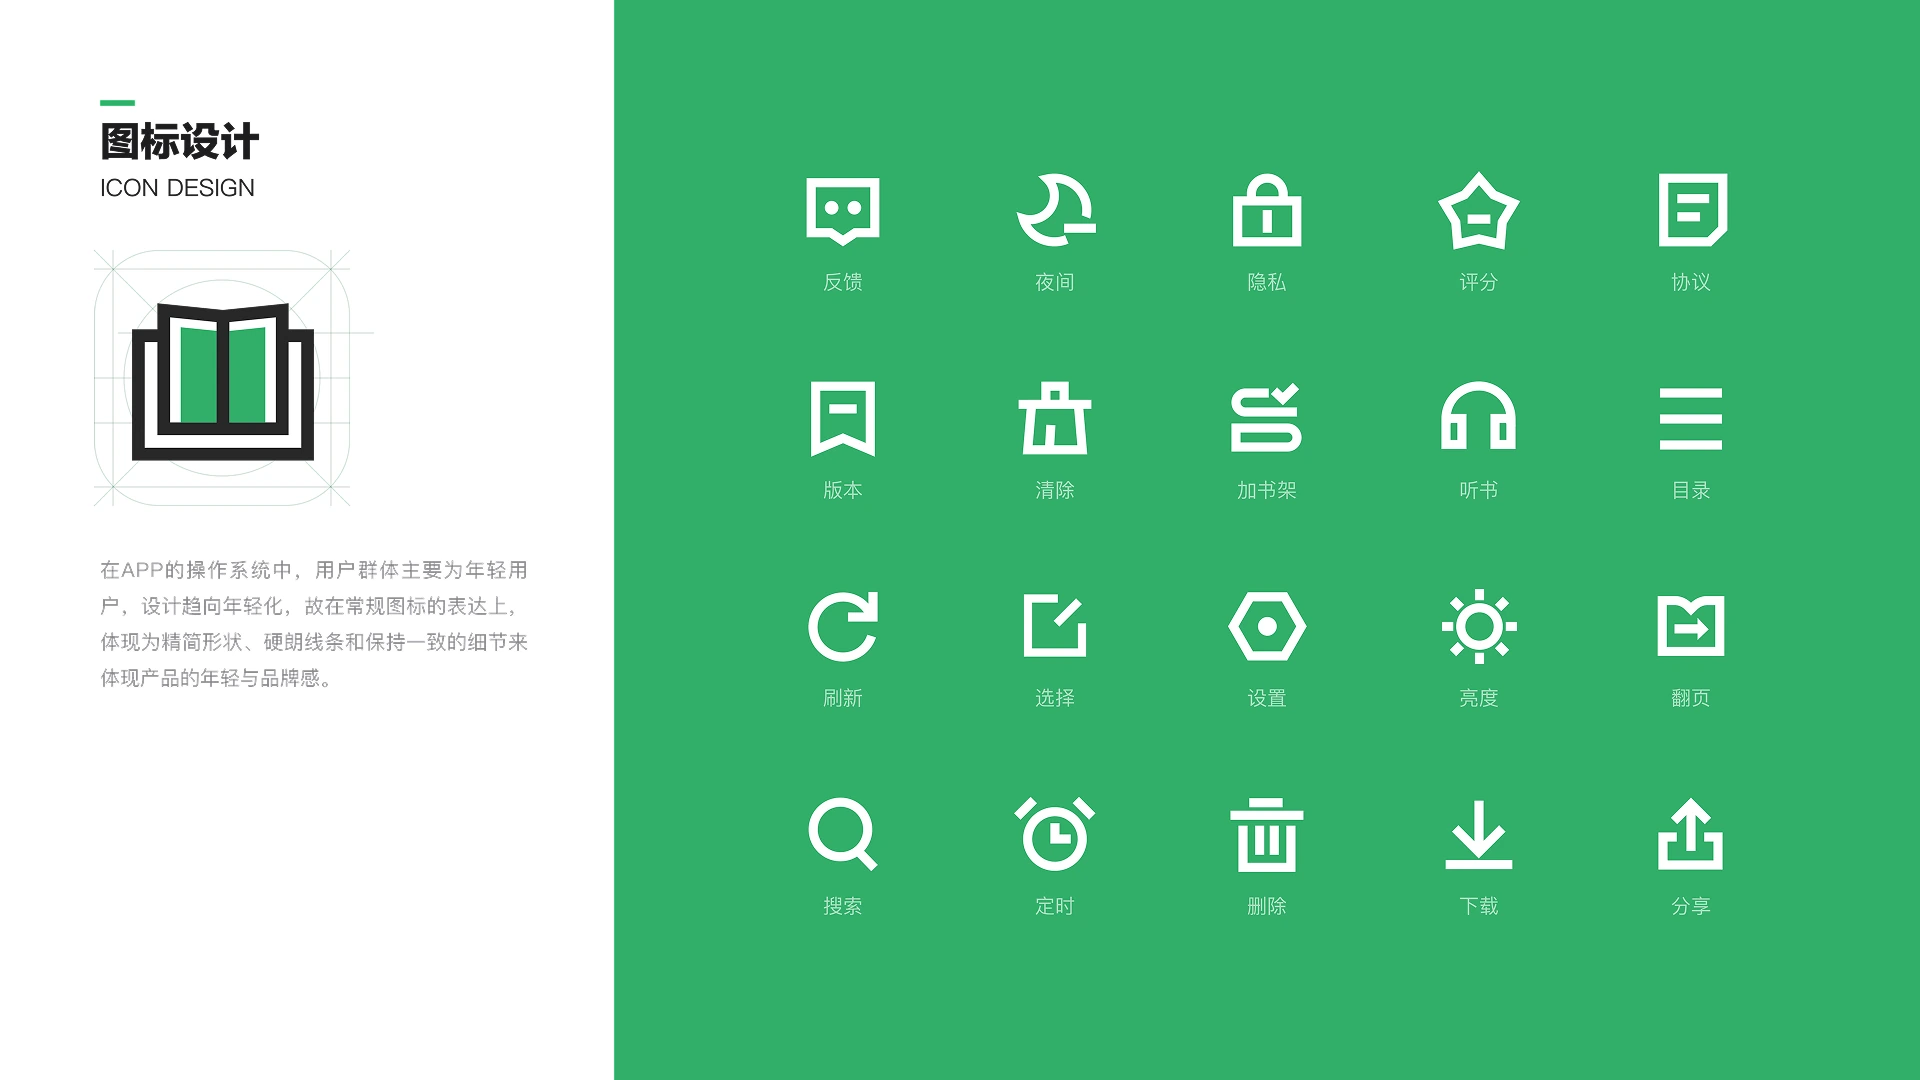 图标设计
ICON DESIGN
在APP的操作系统中，用户群体主要为年轻用
户，设计趋向年轻化，故在常规图标的表达上，
体现为精简形状、硬朗线条和保持一致的细节来
体现产品的年轻与品牌感。
反馈
夜间
隐私
评分
协议
版本
清除
加书架
听书
目录
刷新
选择
设置
亮度
翻页
搜索
定时
删除
下载
分享